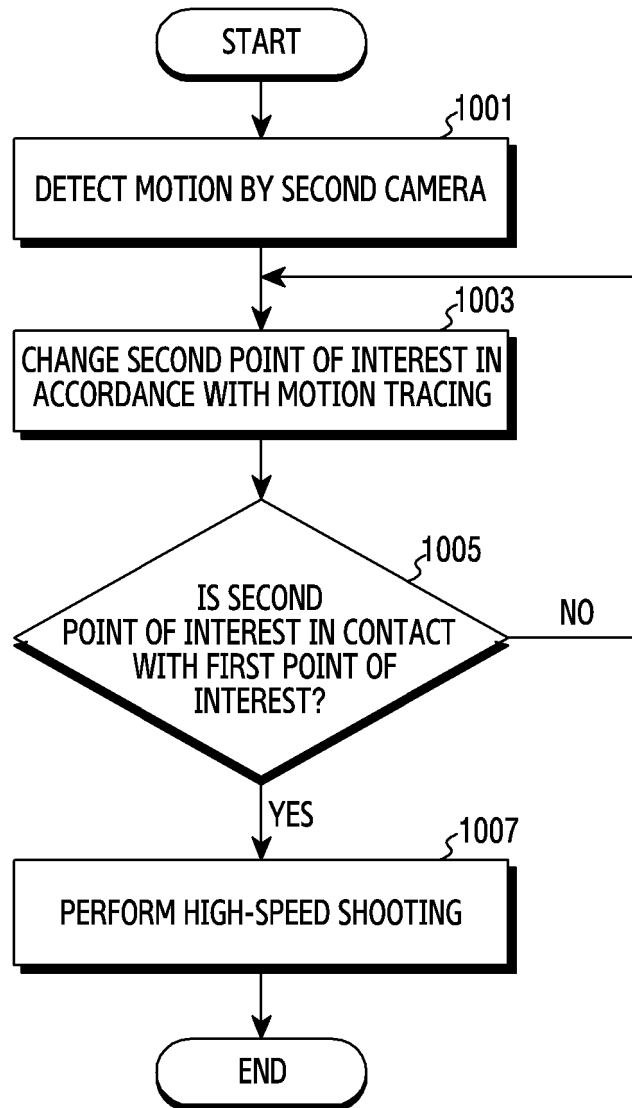 START
1001
DETECT MOTION BY SECOND CAMERA
1003
CHANGE SECOND POINT OF INTEREST IN
ACCORDANCE WITH MOTION TRACING
1005
IS SECOND
POINT OF INTEREST IN CONTACT
WITH FIRST POINT OF
INTEREST?
NO
YES
1007
PERFORM HIGH-SPEED SHOOTING
END